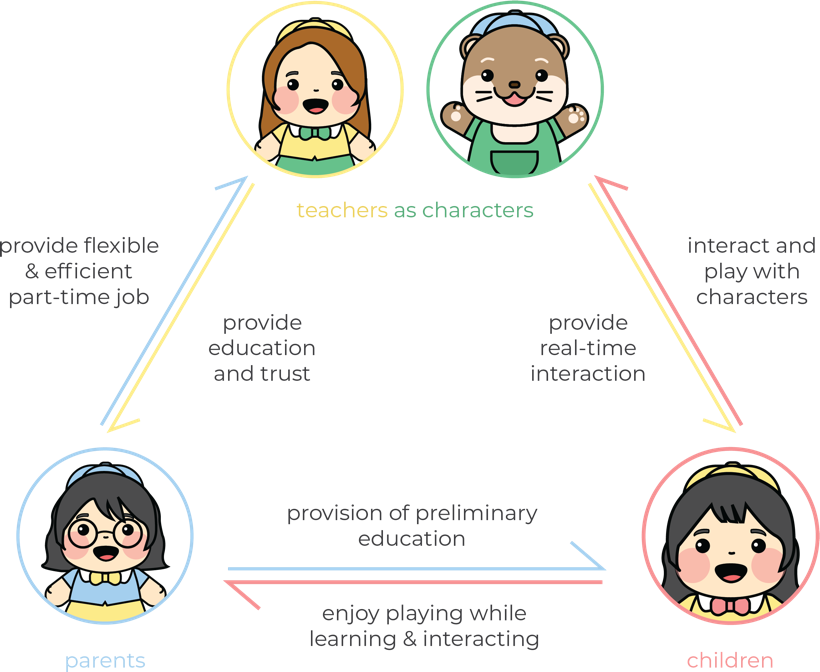 teachers as characters
provide flexible
& efficient
part-time job
interact and
play with
characters
provide
education
and trust
provide
real-time
interaction
provision of preliminary
education
enjoy playing while
learning & interacting
parents
children